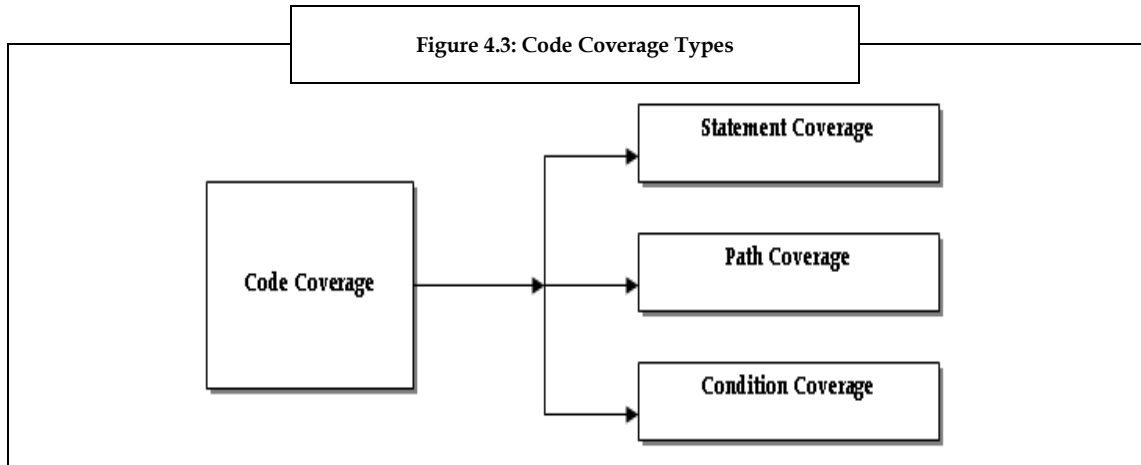 Figure 4.3: Code Coverage Types
Statement Coverage
Code Coverage
Path Coverage
Condition Coverage